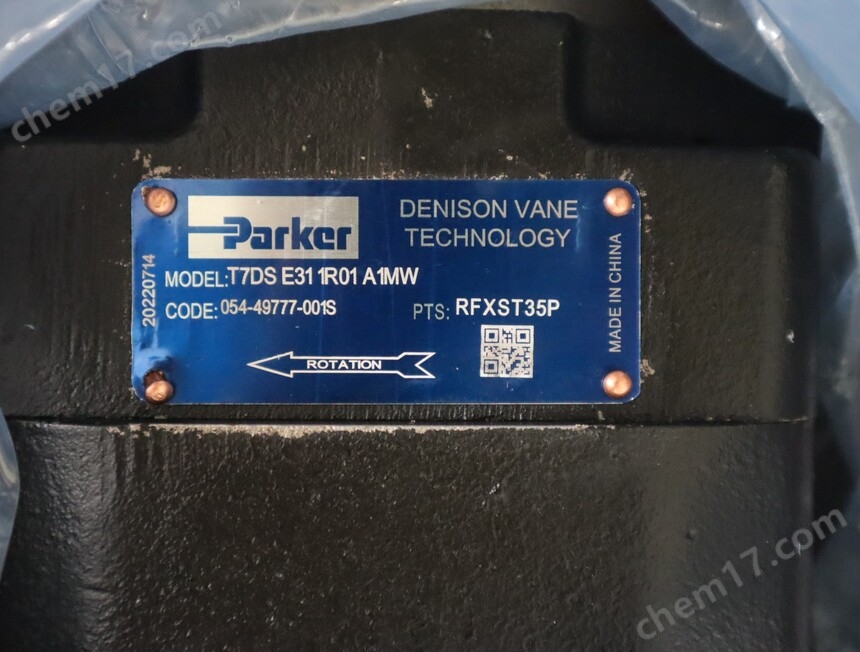 chem17.com
Parker
DENISON VANE
TECHNOLOGY
20220714
MODEL: T7DS E31 1R01 A1MW
CODE: 054-49777-001S
PTS: RFXST35P
ROTATION
MADE IN CHINA
chem17.com